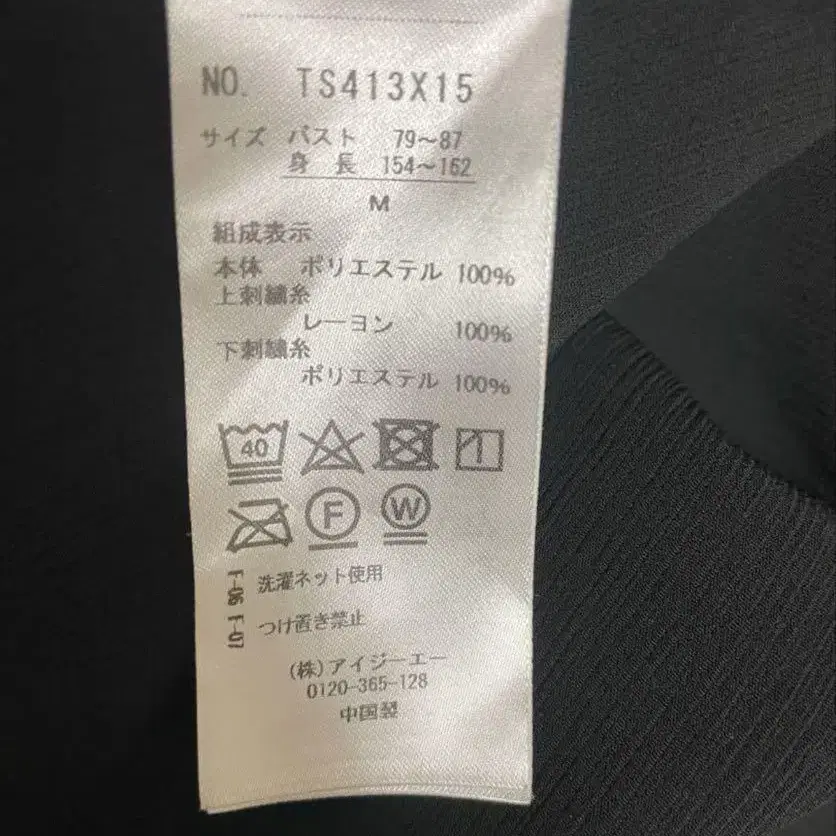 NO. TS413X15
サイズ バスト 79～87
身長 154～162
M
組成表示
本体 ポリエステル 100%
上刺繍糸
レーヨン 100%
下刺繍糸
ポリエステル 100%
40
F W
F-06 洗濯ネット使用
F-07 つけ置き禁止
(株)アイジーエー
0120-365-128
中国製